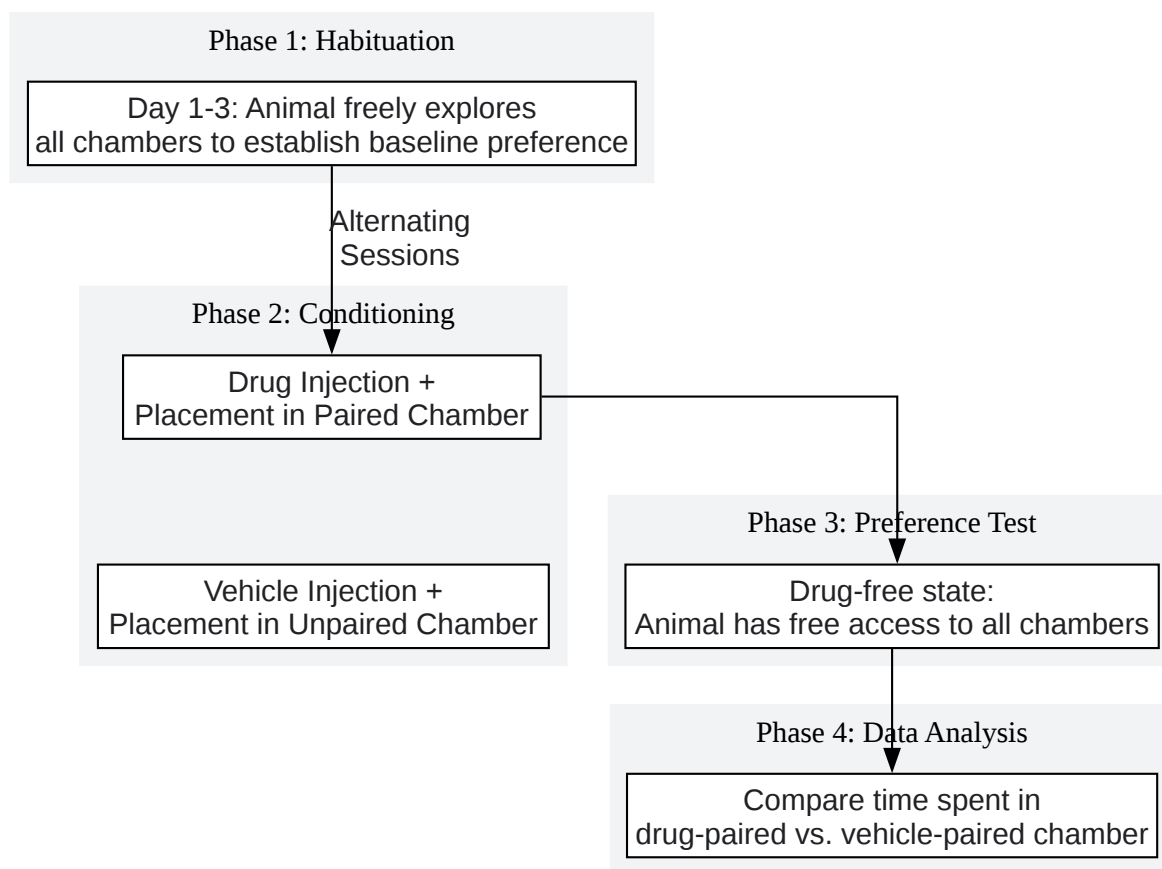 Phase 1: Habituation
Day 1-3: Animal freely explores
all chambers to establish baseline preference
Alternating
Sessions
Phase 2: Conditioning
Drug Injection +
Placement in Paired Chamber
Vehicle Injection +
Placement in Unpaired Chamber
Phase 3: Preference Test
Drug-free state:
Animal has free access to all chambers
Phase 4: Data Analysis
Compare time spent in
drug-paired vs. vehicle-paired chamber